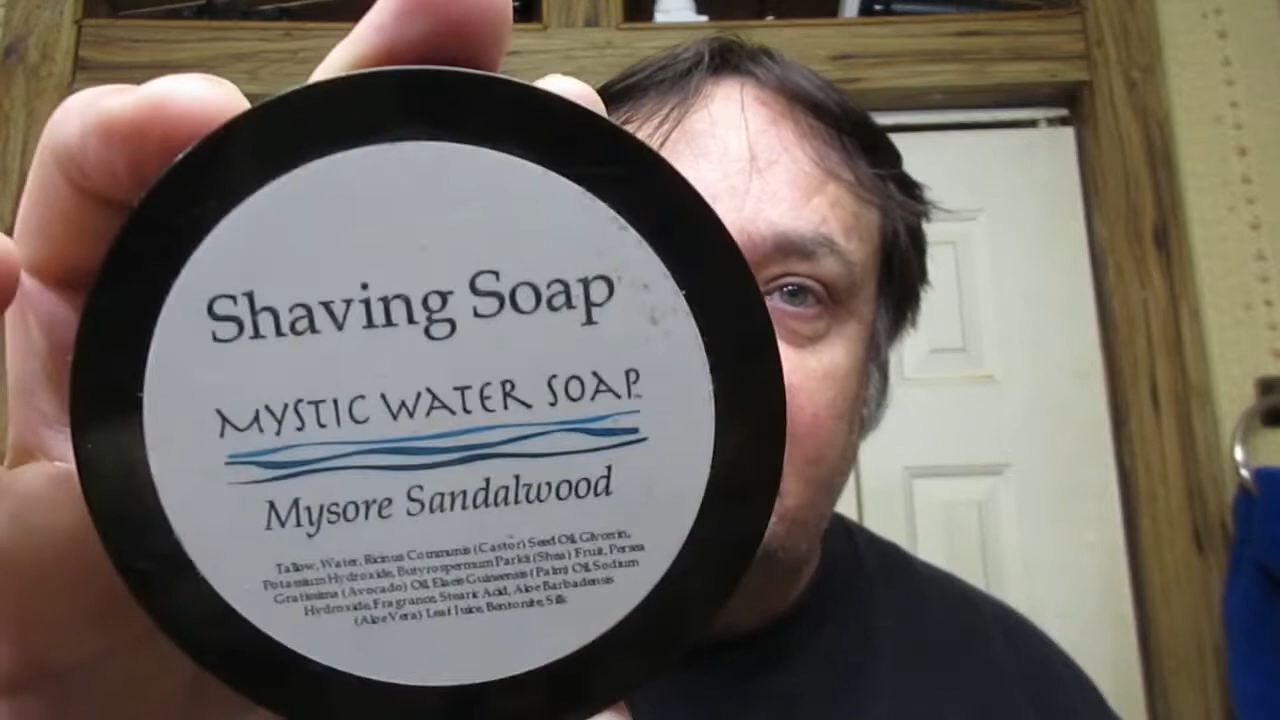 Shaving Soap
MYSTIC WATER SOAP™
Mysore Sandalwood
Tallow, Water, Ricinus Communis (Castor) Seed Oil, Glycerin,
Potassium Hydroxide, Butyrospermum Parkii (Shea) Fruit, Persea
Gratissima (Avocado) Oil, Elaeis Guineensis (Palm) Oil, Sodium
Hydroxide, Fragrance, Stearic Acid, Aloe Barbadensis
(Aloe Vera) Leaf Juice, Bentonite, Silk